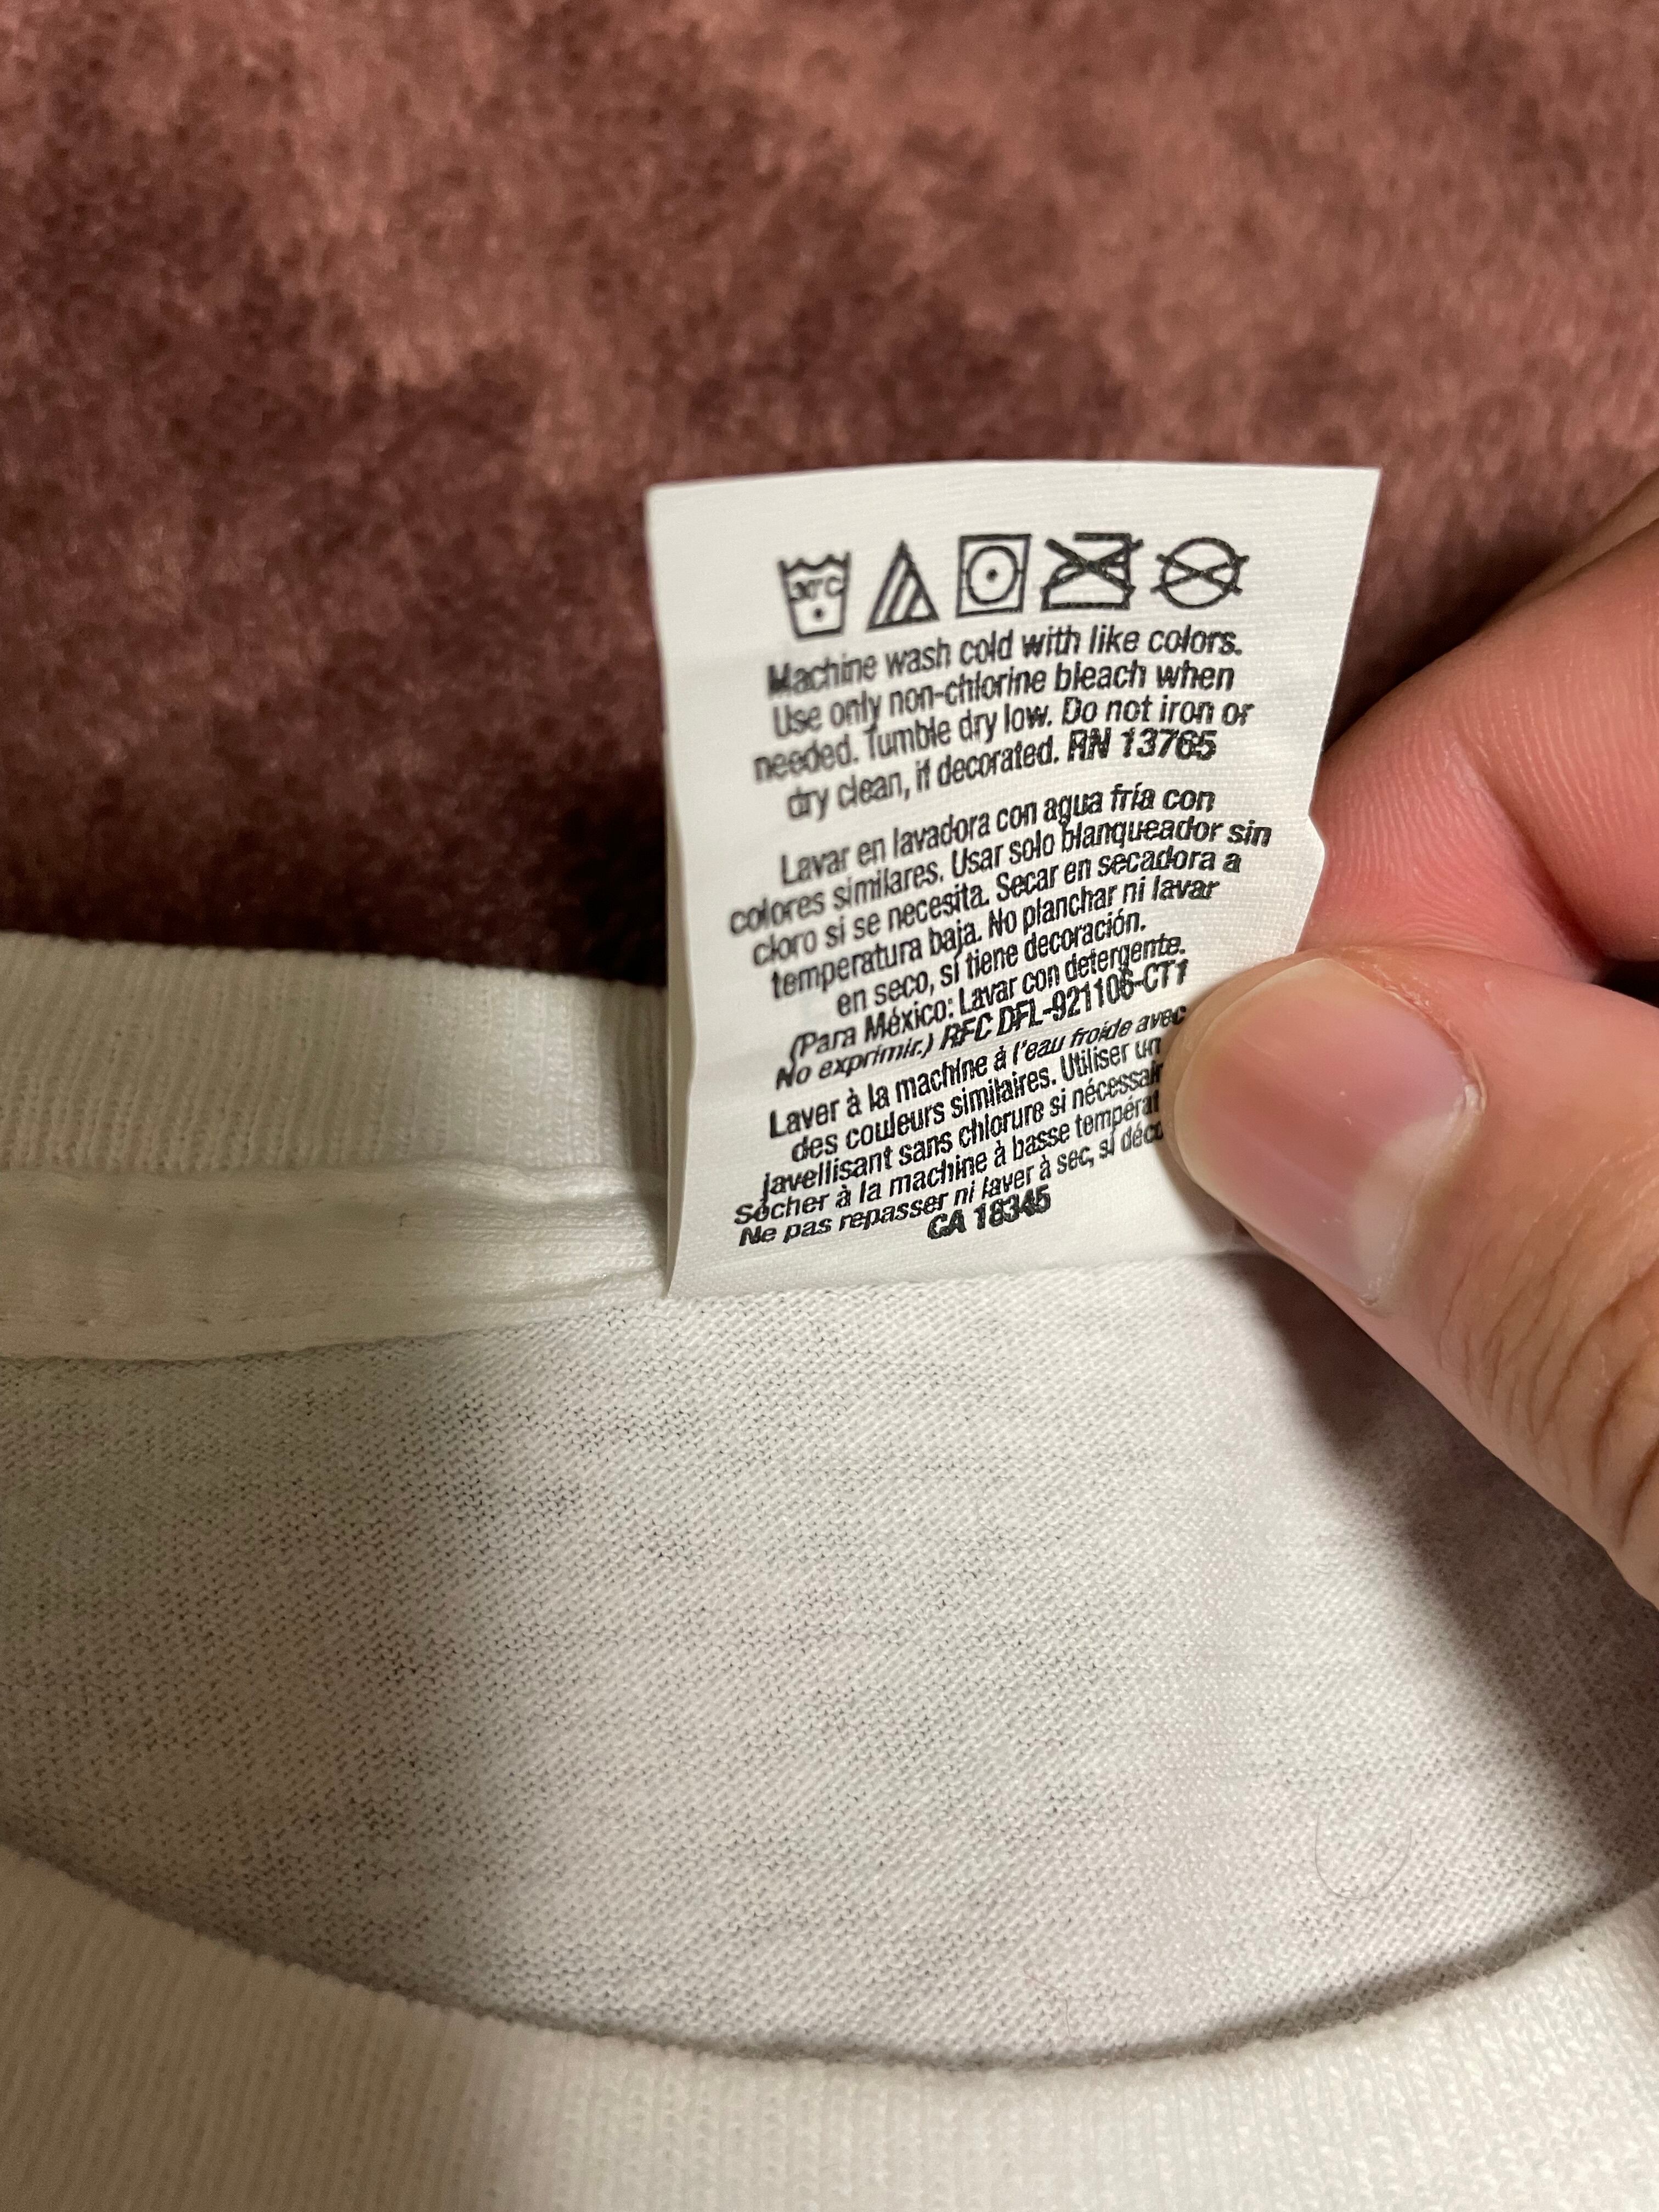 30°C
Machine wash cold with like colors.
Use only non-chlorine bleach when
needed. Tumble dry low. Do not iron or
dry clean, if decorated. RN 13765
Lavar en lavadora con agua fría con
colores similares. Usar solo blanqueador sin
cloro si se necesita. Secar en secadora a
temperatura baja. No planchar ni lavar
en seco, si tiene decoración.
(Para México: Lavar con detergente.
No exprimir.) RFC DFL-921106-CT1
Laver à la machine à l'eau froide avec
des couleurs similaires. Utiliser un
javellisant sans chlorure si nécessair
Sécher à la machine à basse températ
Ne pas repasser ni laver à sec, si déco
CA 18345